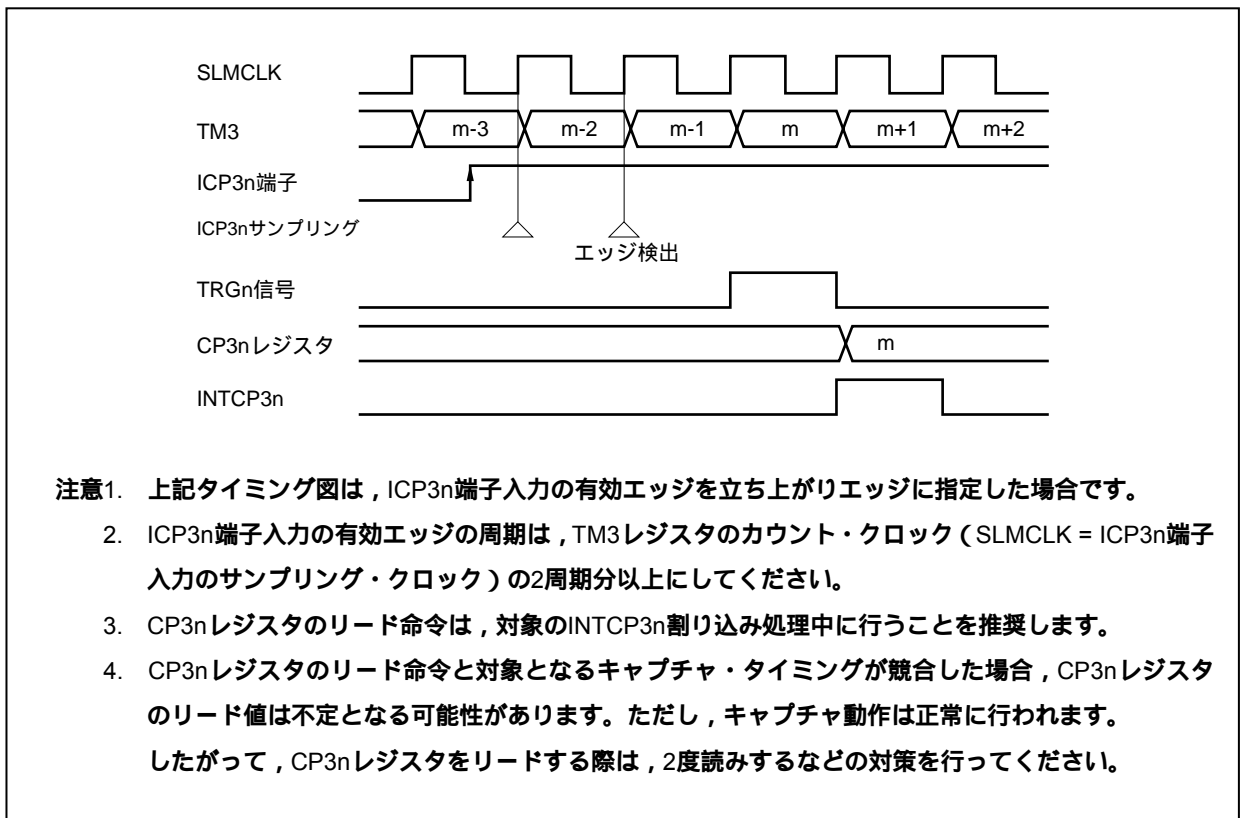 SLMCLK
TM3 m-3 m-2 m-1 m m+1 m+2
ICP3n端子
ICP3nサンプリング
エッジ検出
TRGn信号
CP3nレジスタ m
INTCP3n
注意1. 上記タイミング図は，ICP3n端子入力の有効エッジを立ち上がりエッジに指定した場合です。
2. ICP3n端子入力の有効エッジの周期は，TM3レジスタのカウント・クロック（SLMCLK = ICP3n端子
入力のサンプリング・クロック）の2周期分以上にしてください。
3. CP3nレジスタのリード命令は，対象のINTCP3n割り込み処理中に行うことを推奨します。
4. CP3nレジスタのリード命令と対象となるキャプチャ・タイミングが競合した場合，CP3nレジスタ
のリード値は不定となる可能性があります。ただし，キャプチャ動作は正常に行われます。
したがって，CP3nレジスタをリードする際は，2度読みするなどの対策を行ってください。